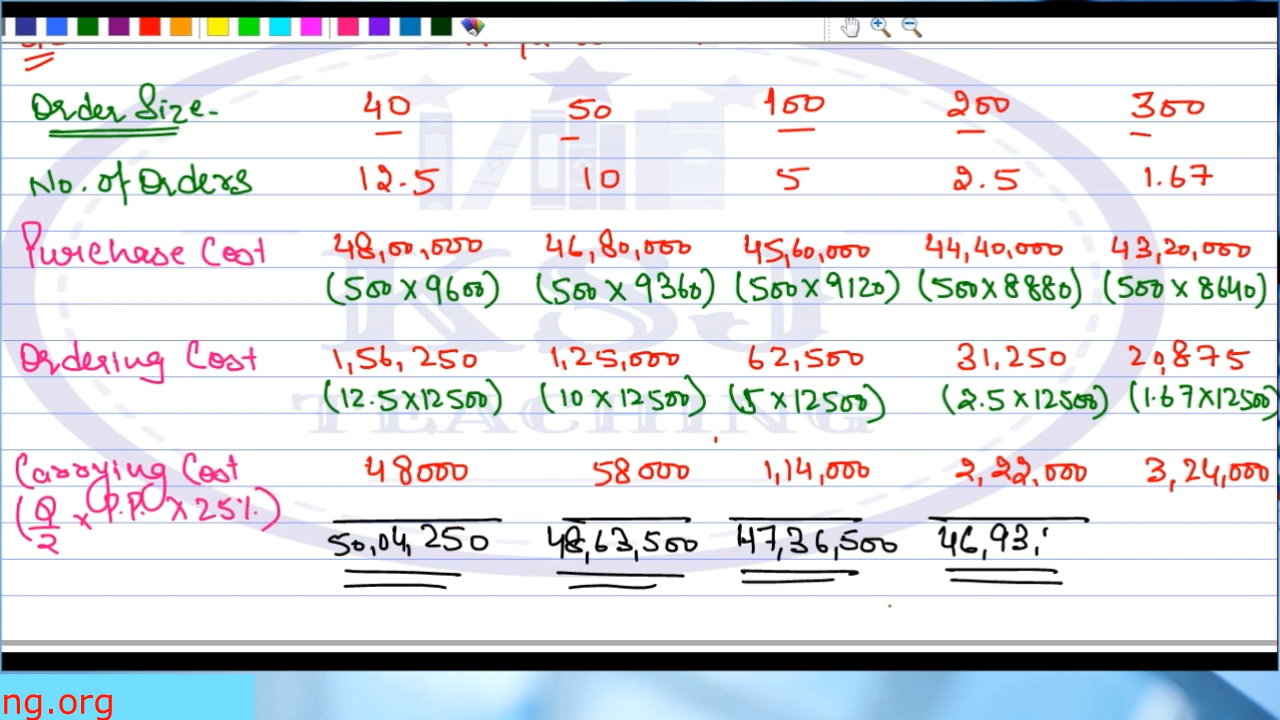 Order Size - 40 50 100 200 300
No. of Orders 12.5 10 5 2.5 1.67
Purchase Cost 48,00,000 46,80,000 45,60,000 44,40,000 43,20,000
(500 x 9600) (500 x 9360) (500 x 9120) (500 x 8880) (500 x 8640)
KSJ
Ordering Cost 1,56,250 1,25,000 62,500 31,250 20,875
(12.5 x 12500) (10 x 12500) (5 x 12500) (2.5 x 12500) (1.67 x 12500)
TEACHING
Carrying Cost 48000 58000 1,14,000 2,22,000 3,24,000
(Q/2 x P.P. x 25%)
50,04,250 48,63,500 47,36,500 46,93,
ng.org